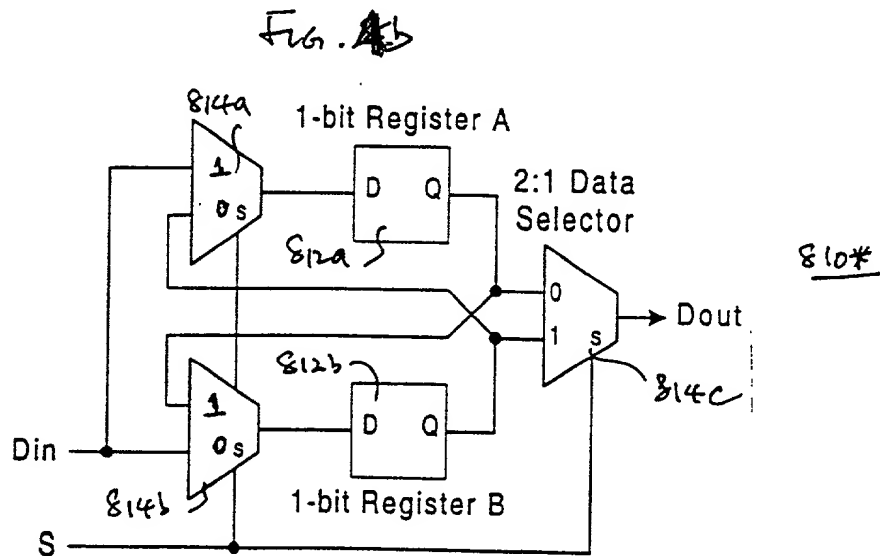 FIG. 4b
814a
1-bit Register A
1
0 s
D Q
812a
2:1 Data
Selector
810*
0
1
s
Dout
814c
812b
1
0 s
D Q
Din
814b
1-bit Register B
S